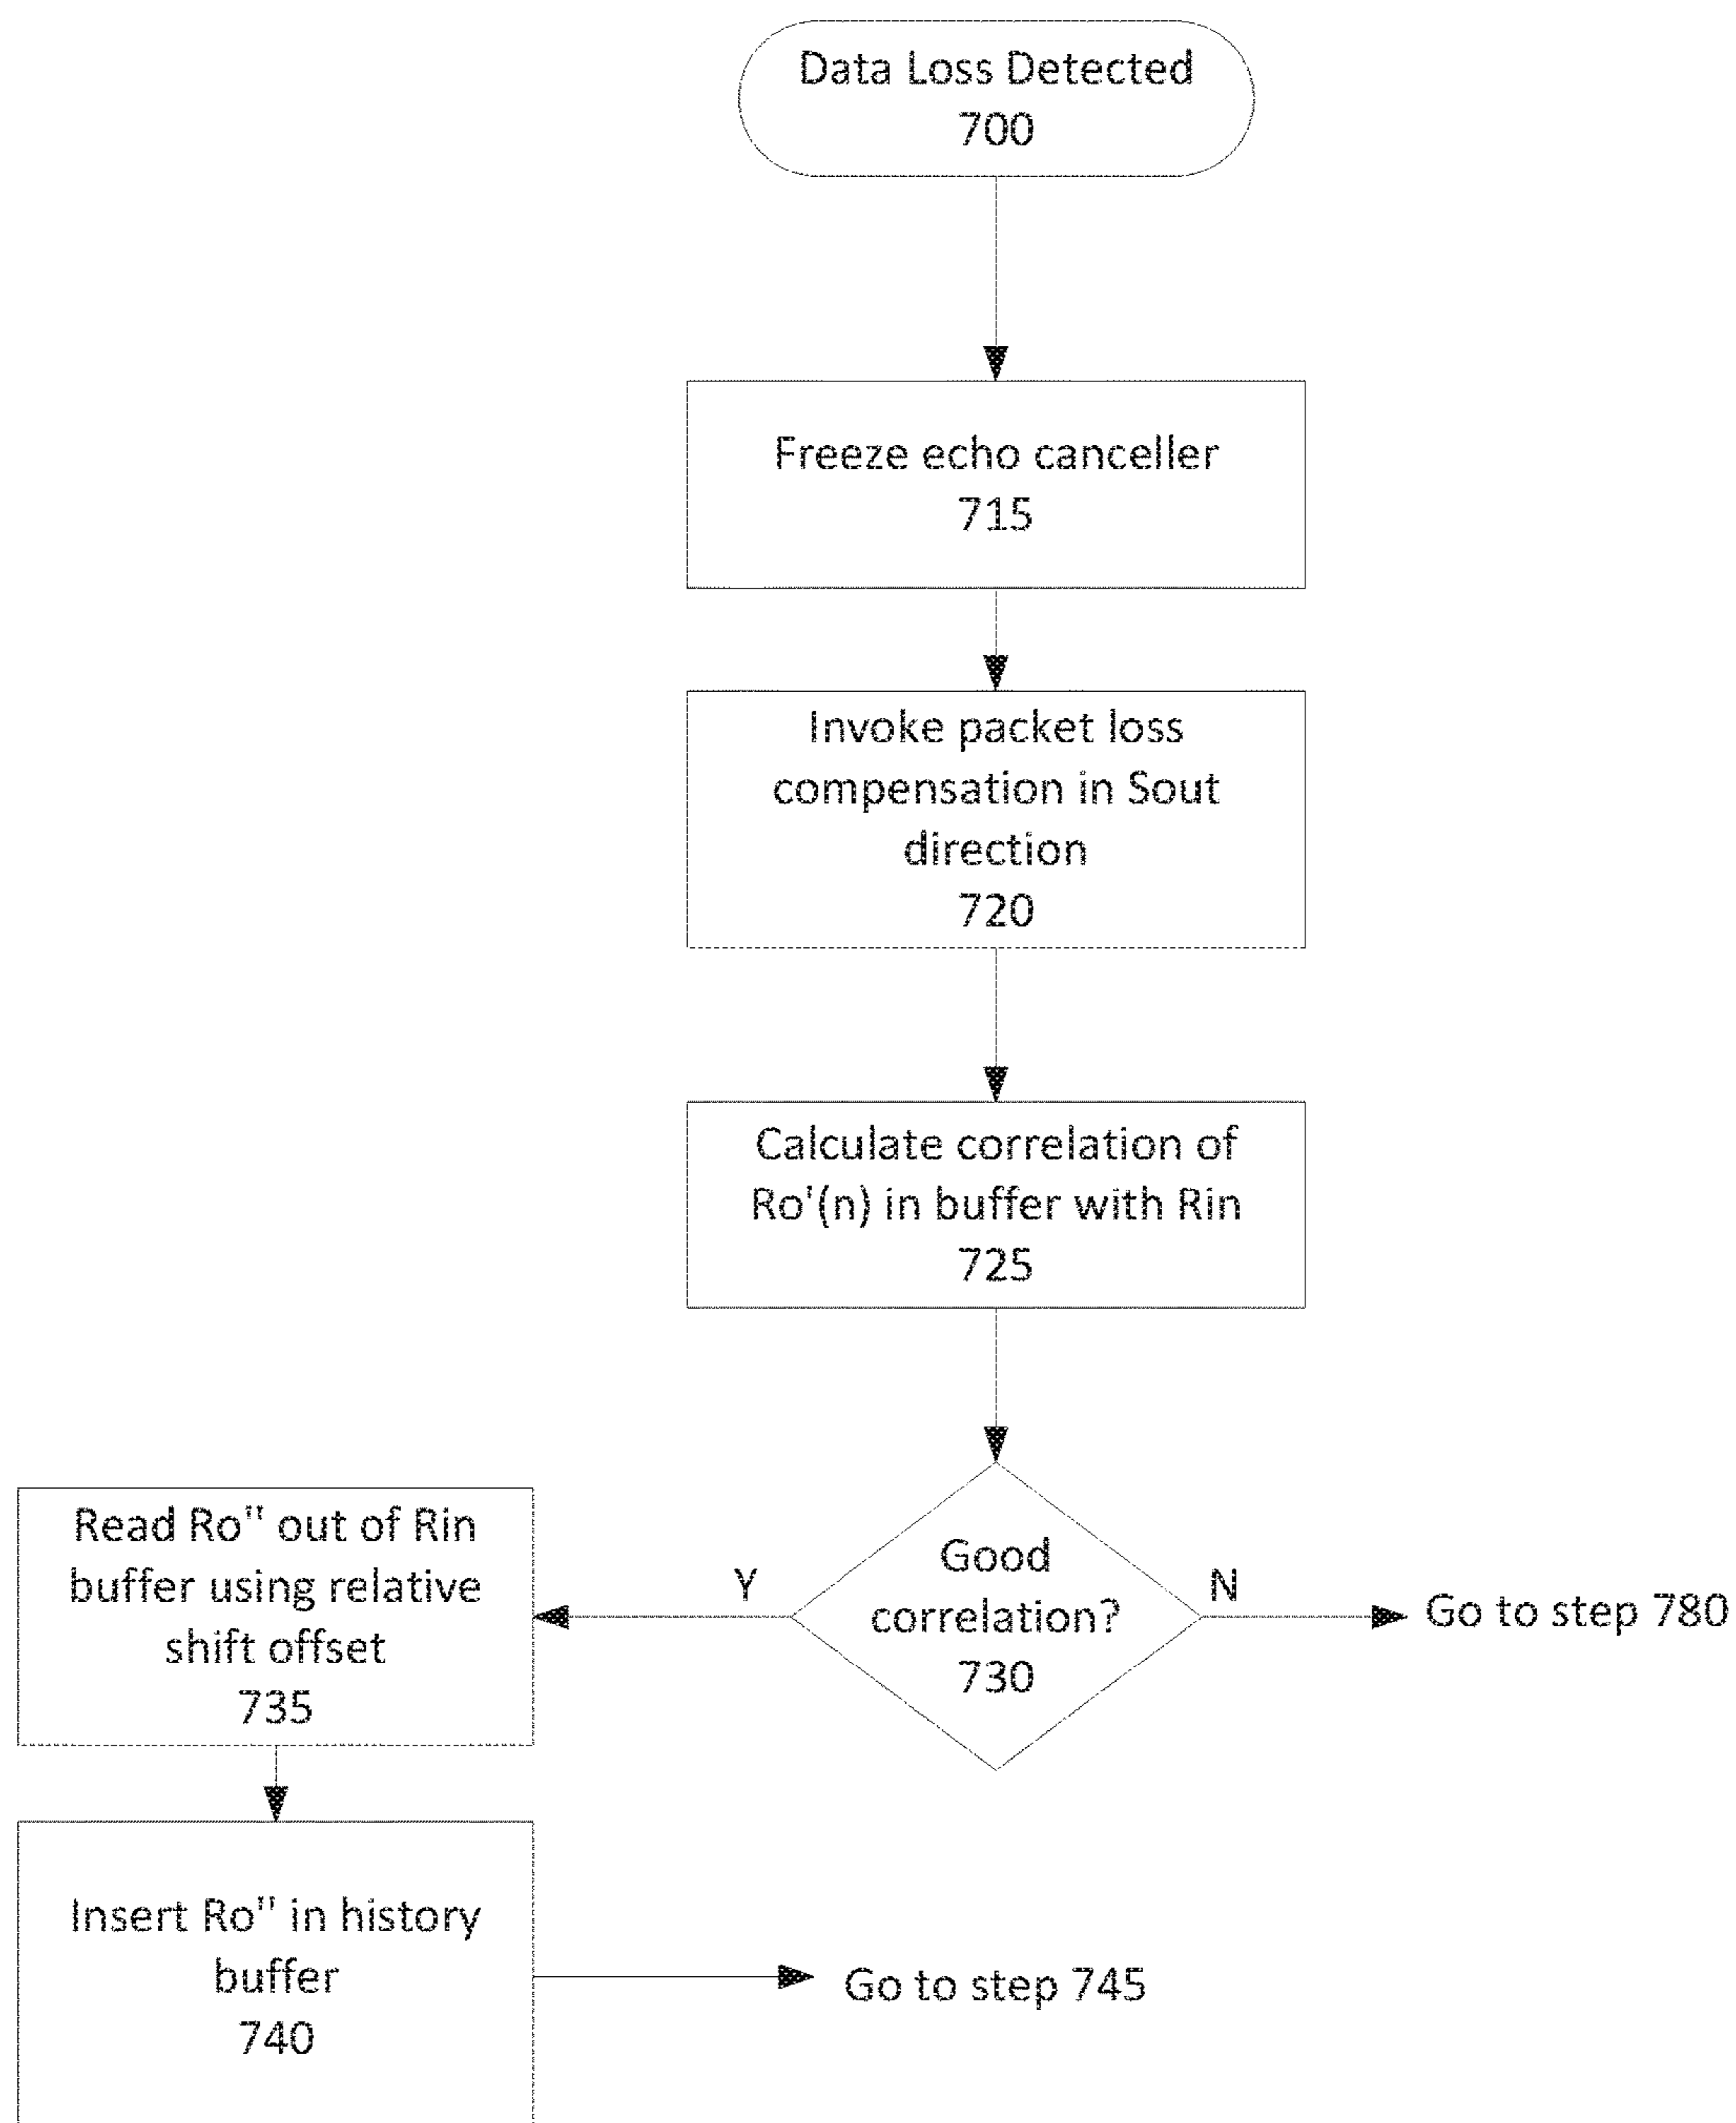 Data Loss Detected
700
Freeze echo canceller
715
Invoke packet loss
compensation in Sout
direction
720
Calculate correlation of
Ro'(n) in buffer with Rin
725
Good
correlation?
730
Y
N
Go to step 780
Read Ro" out of Rin
buffer using relative
shift offset
735
Insert Ro" in history
buffer
740
Go to step 745